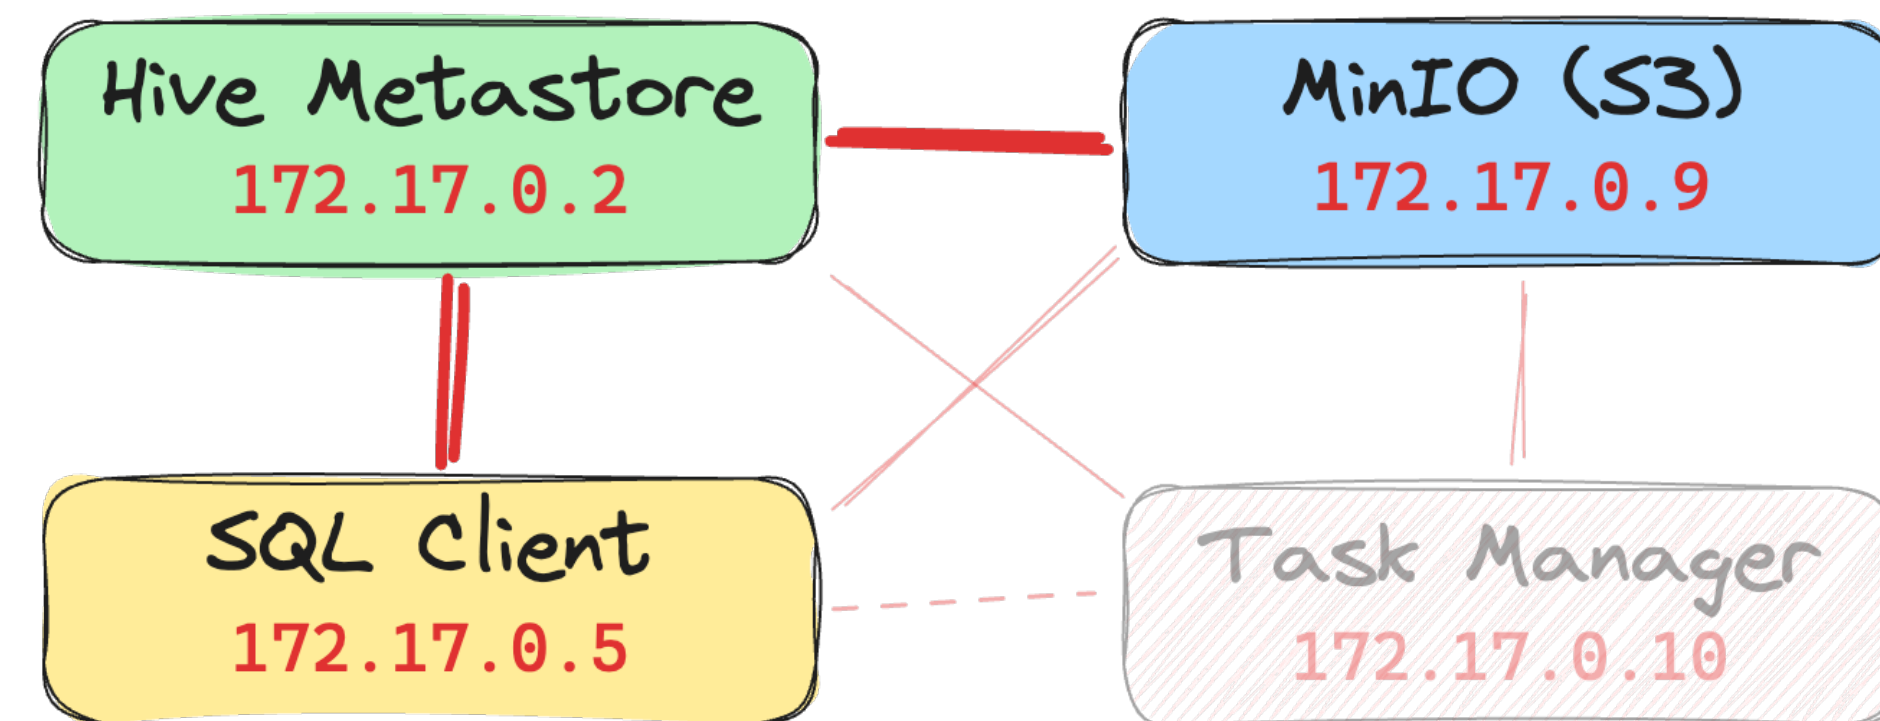 Hive Metastore
172.17.0.2
MinIO (S3)
172.17.0.9
SQL Client
172.17.0.5
Task Manager
172.17.0.10